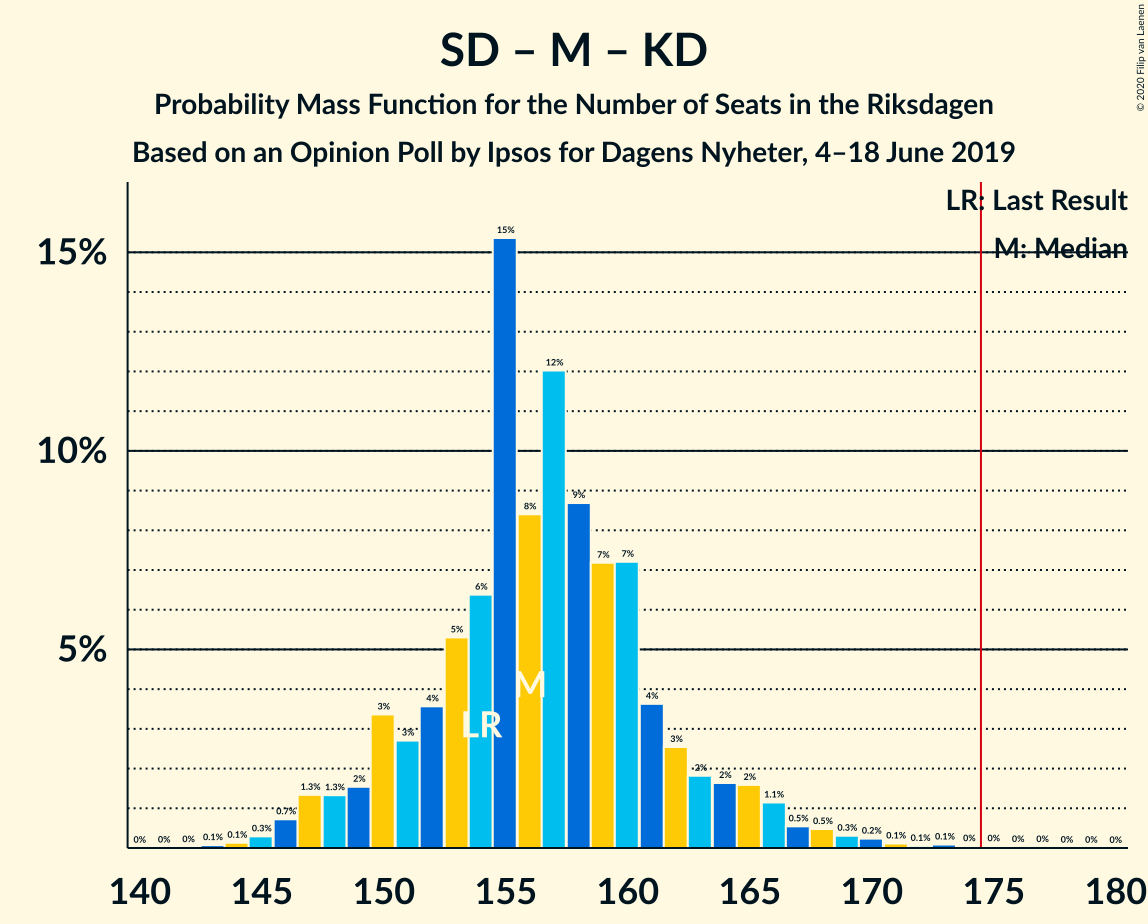 SD – M – KD
Probability Mass Function for the Number of Seats in the Riksdagen
Based on an Opinion Poll by Ipsos for Dagens Nyheter, 4–18 June 2019
© 2020 Filip van Laenen
LR: Last Result
M: Median
15%
10%
5%
0% 0% 0% 0.1% 0.1% 0.3% 0.7% 1.3% 1.3% 2% 3% 3% 4% 5% 6% 15% 8% 12% 9% 7% 7% 4% 3% 2% 2% 2% 1.1% 0.5% 0.5% 0.3% 0.2% 0.1% 0.1% 0.1% 0% 0% 0% 0% 0% 0% 0%
M
LR
140 145 150 155 160 165 170 175 180